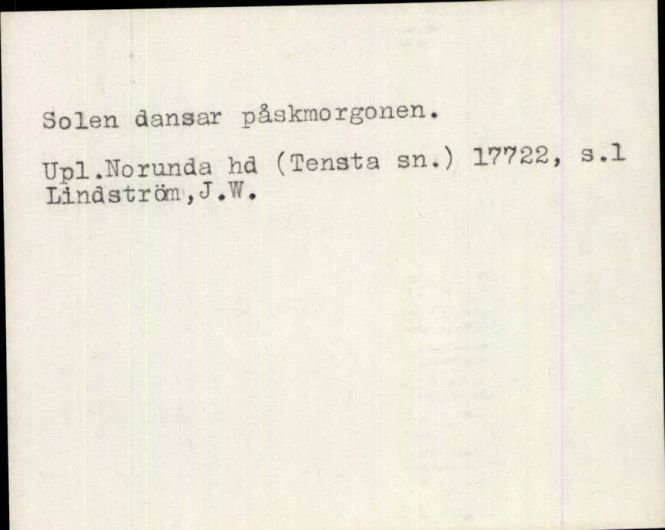 Solen dansar påskmorgonen.
Upl.Norunda hd (Tensta sn.) 17722, s.1
Lindström,J.W.